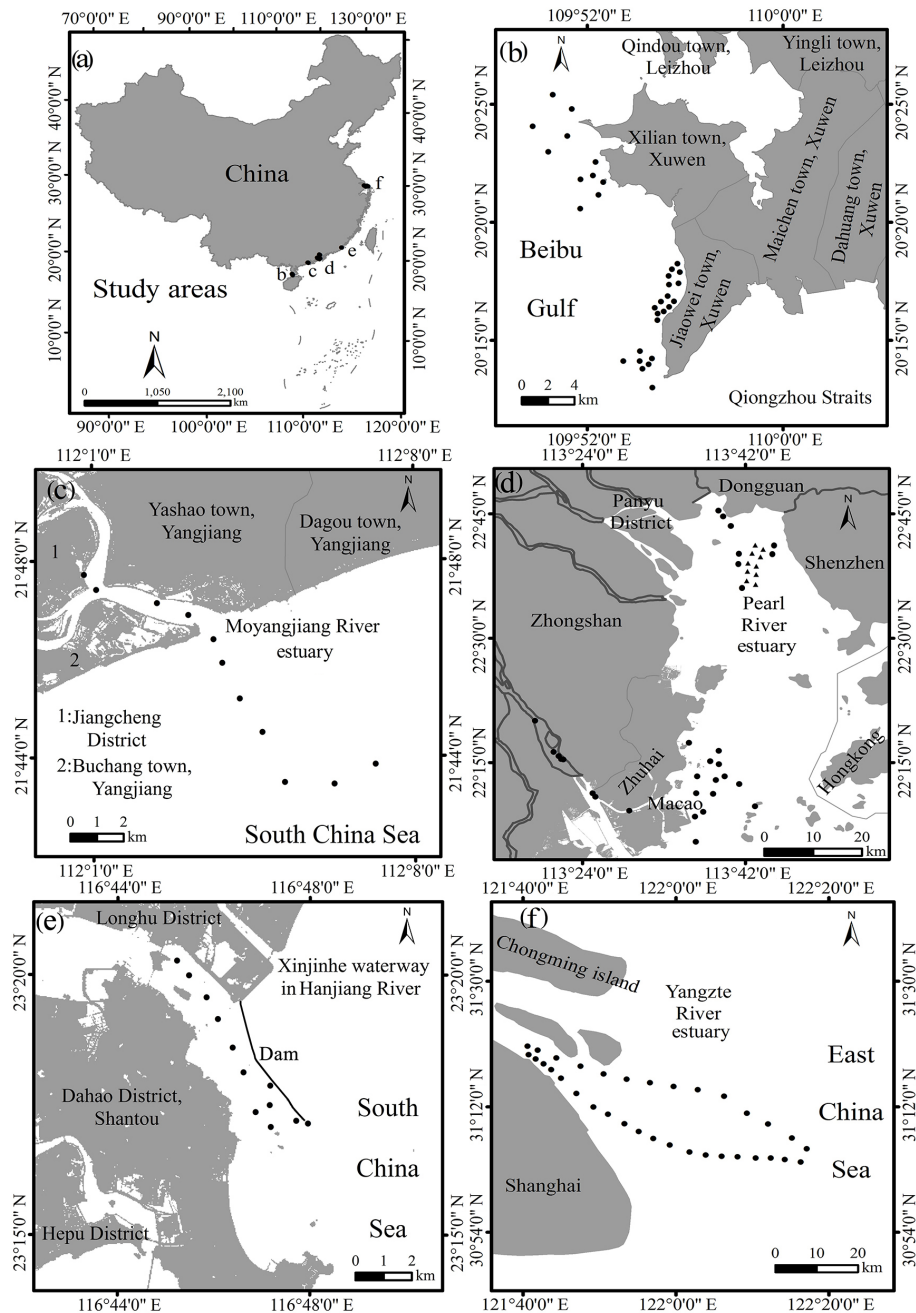 70°0'0" E 90°0'0" E 110°0'0" E 130°0'0" E
(a)
40°0'0" N
40°0'0" N
30°0'0" N
30°0'0" N
20°0'0" N
20°0'0" N
10°0'0" N
10°0'0" N
China
f
e
d
c
b
Study areas
N
0 1,050 2,100
km
90°0'0" E 100°0'0" E 110°0'0" E 120°0'0" E
109°52'0" E 110°0'0" E
(b)
N
Qindou town,
Leizhou
Yingli town,
Leizhou
20°25'0" N
20°25'0" N
Xilian town,
Xuwen
Maichen town, Xuwen
Dahuang town,
Xuwen
20°20'0" N
20°20'0" N
Beibu
Gulf
Jiaowei town,
Xuwen
20°15'0" N
20°15'0" N
0 2 4
km
Qiongzhou Straits
109°52'0" E 110°0'0" E
112°1'0" E 112°8'0" E
(c)
N
Yashao town,
Yangjiang
Dagou town,
Yangjiang
1
21°48'0" N
21°48'0" N
Moyangjiang River
estuary
2
1:Jiangcheng
District
2:Buchang town,
Yangjiang
21°44'0" N
21°44'0" N
0 1 2
km
South China Sea
112°1'0" E 112°8'0" E
113°24'0" E 113°42'0" E
(d)
Panyu
District
Dongguan
N
22°45'0" N
22°45'0" N
Shenzhen
Zhongshan
Pearl
River
estuary
22°30'0" N
22°30'0" N
22°15'0" N
22°15'0" N
Zhuhai
Macao
Hongkong
0 10 20
km
113°24'0" E 113°42'0" E
116°44'0" E 116°48'0" E
(e)
Longhu District
N
Xinjinhe waterway
in Hanjiang River
23°20'0" N
23°20'0" N
Dam
Dahao District,
Shantou
South
China
Sea
Hepu District
23°15'0" N
23°15'0" N
0 1 2
km
116°44'0" E 116°48'0" E
121°40'0" E 122°0'0" E 122°20'0" E
(f)
N
Chongming island
31°30'0" N
31°30'0" N
Yangzte
River
estuary
East
China
Sea
31°12'0" N
31°12'0" N
Shanghai
30°54'0" N
30°54'0" N
0 10 20
km
121°40'0" E 122°0'0" E 122°20'0" E